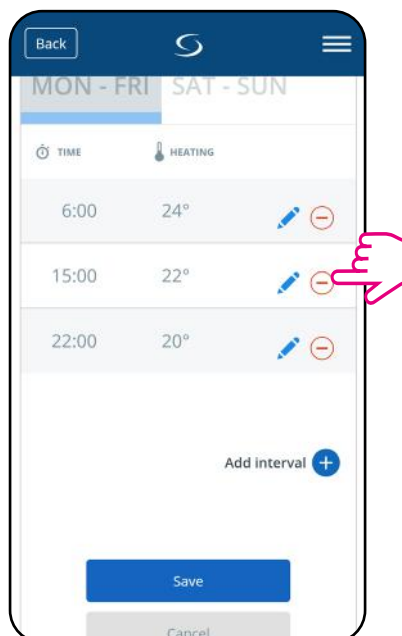 Back
MON - FRI SAT - SUN
TIME HEATING
6:00 24°
15:00 22°
22:00 20°
Add interval
Save
Cancel